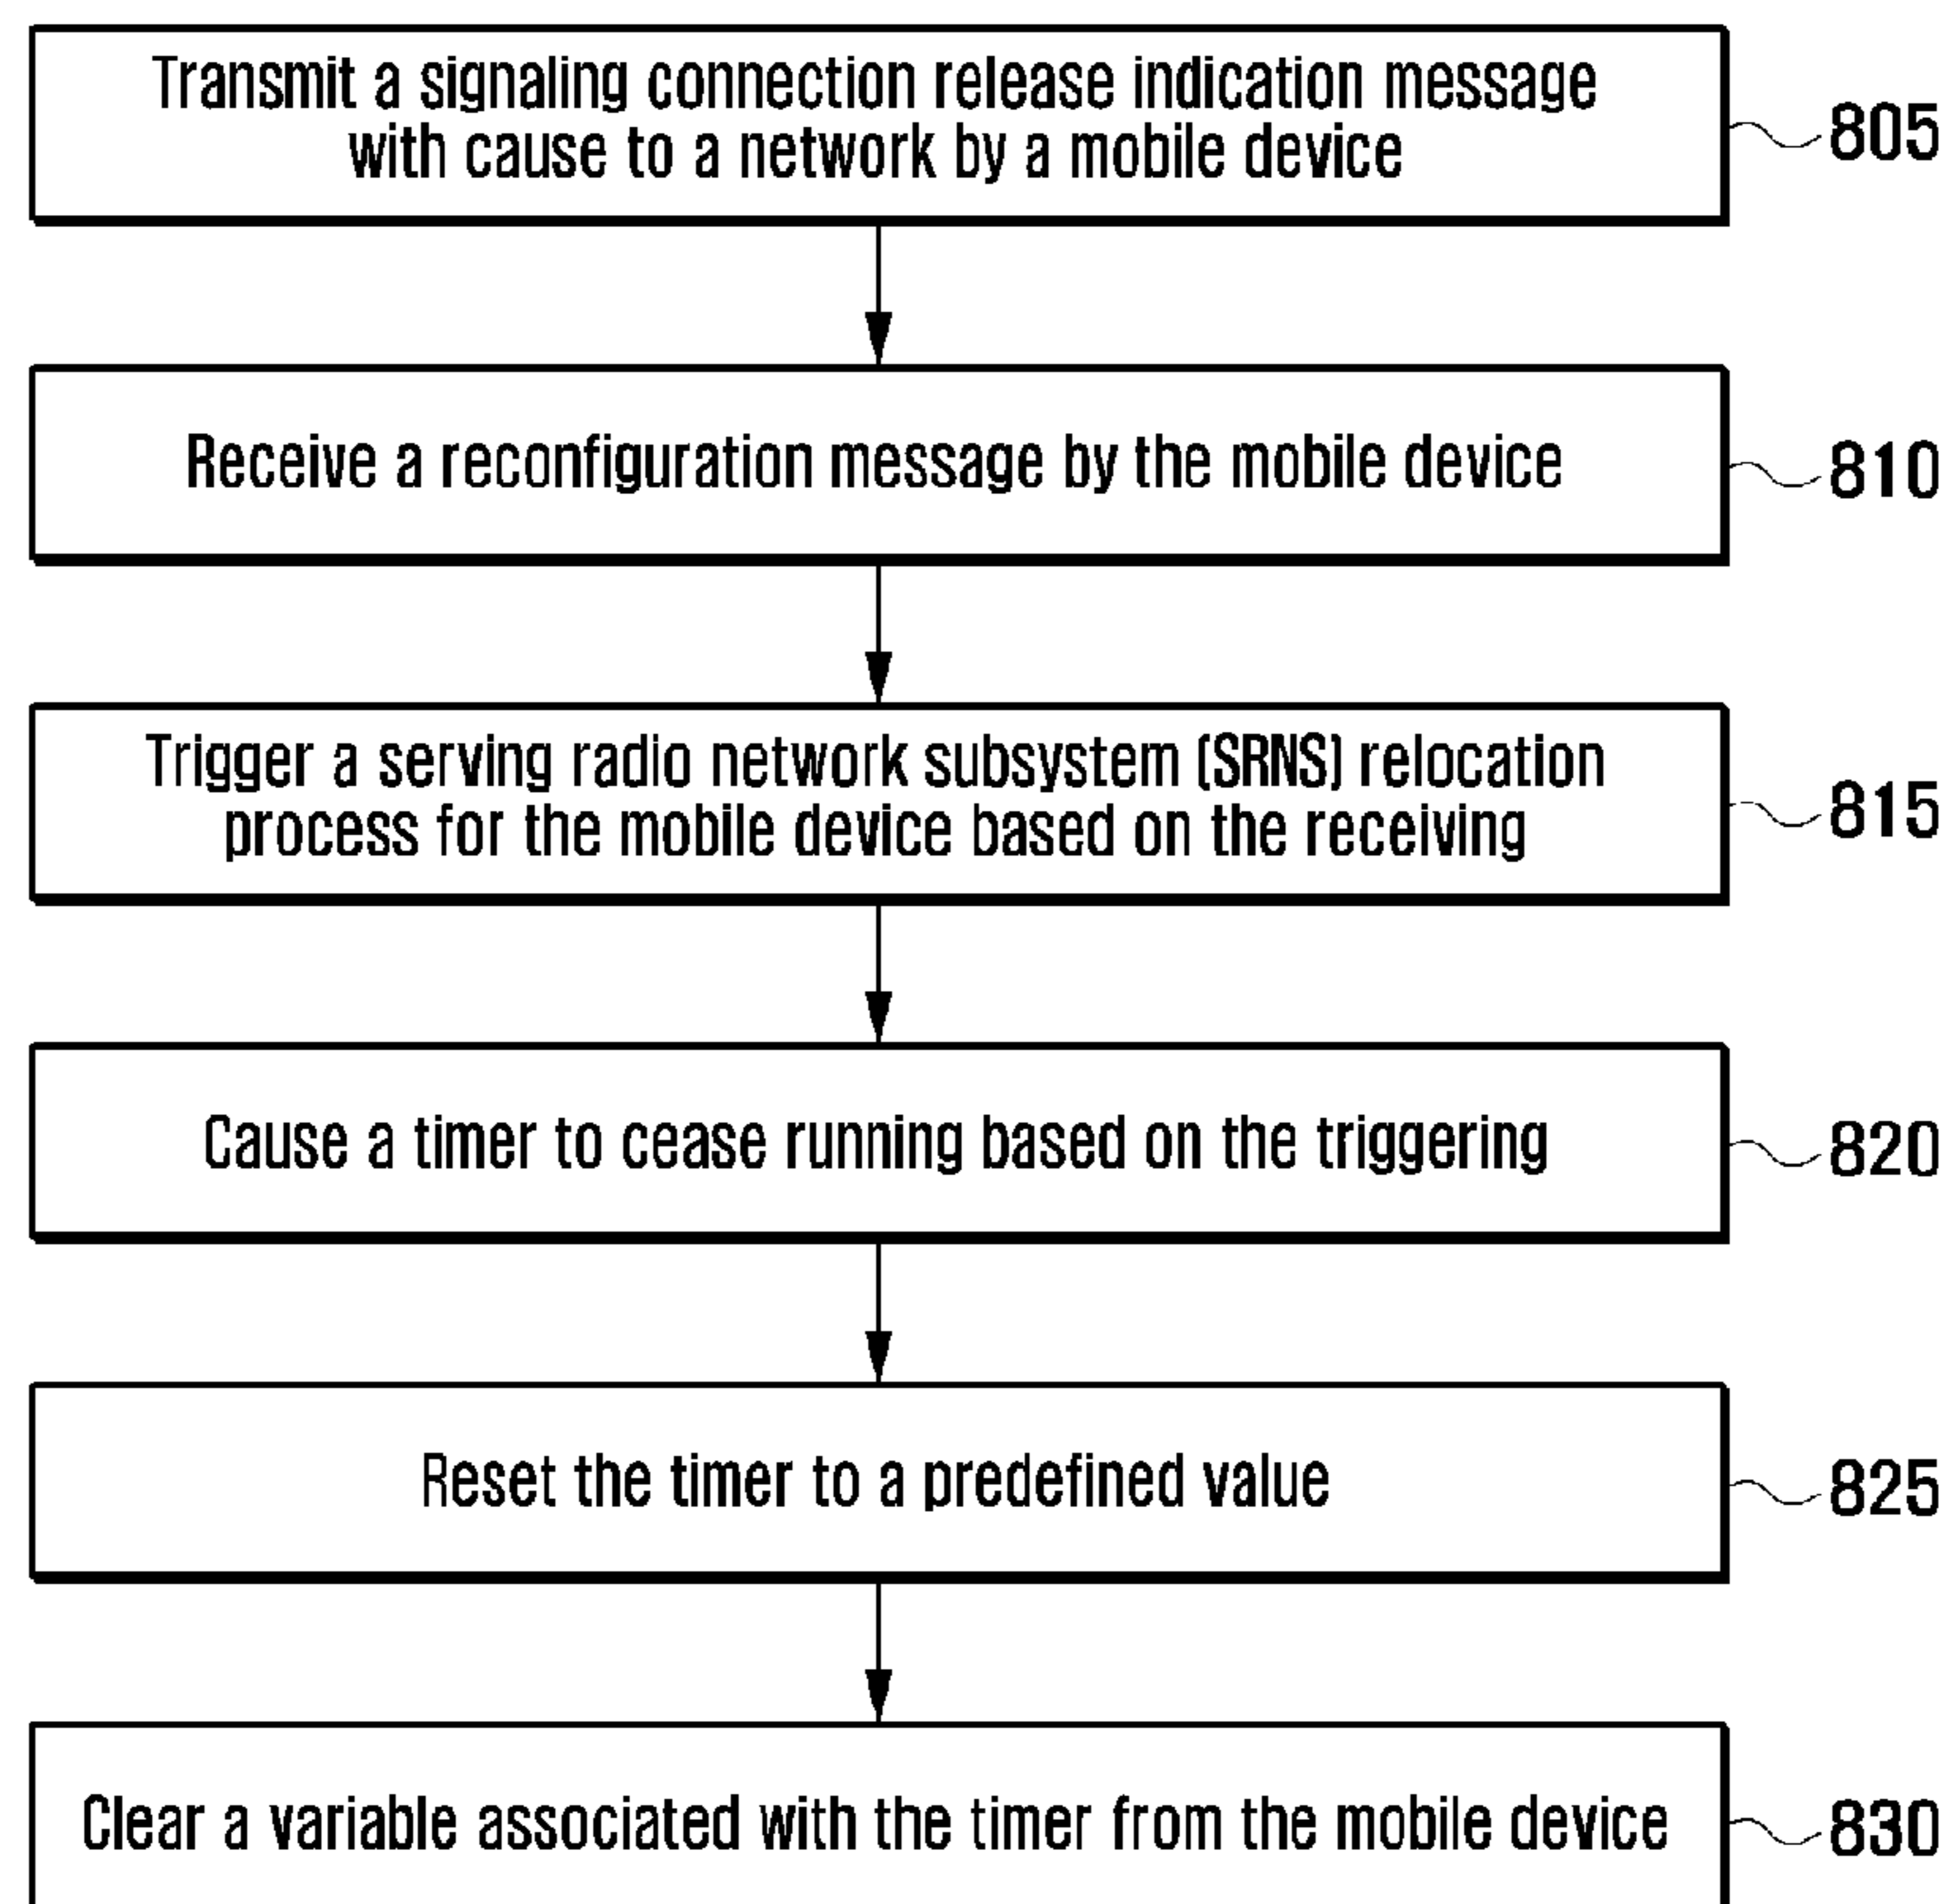 Transmit a signaling connection release indication message
with cause to a network by a mobile device
805
Receive a reconfiguration message by the mobile device
810
Trigger a serving radio network subsystem (SRNS) relocation
process for the mobile device based on the receiving
815
Cause a timer to cease running based on the triggering
820
Reset the timer to a predefined value
825
Clear a variable associated with the timer from the mobile device
830